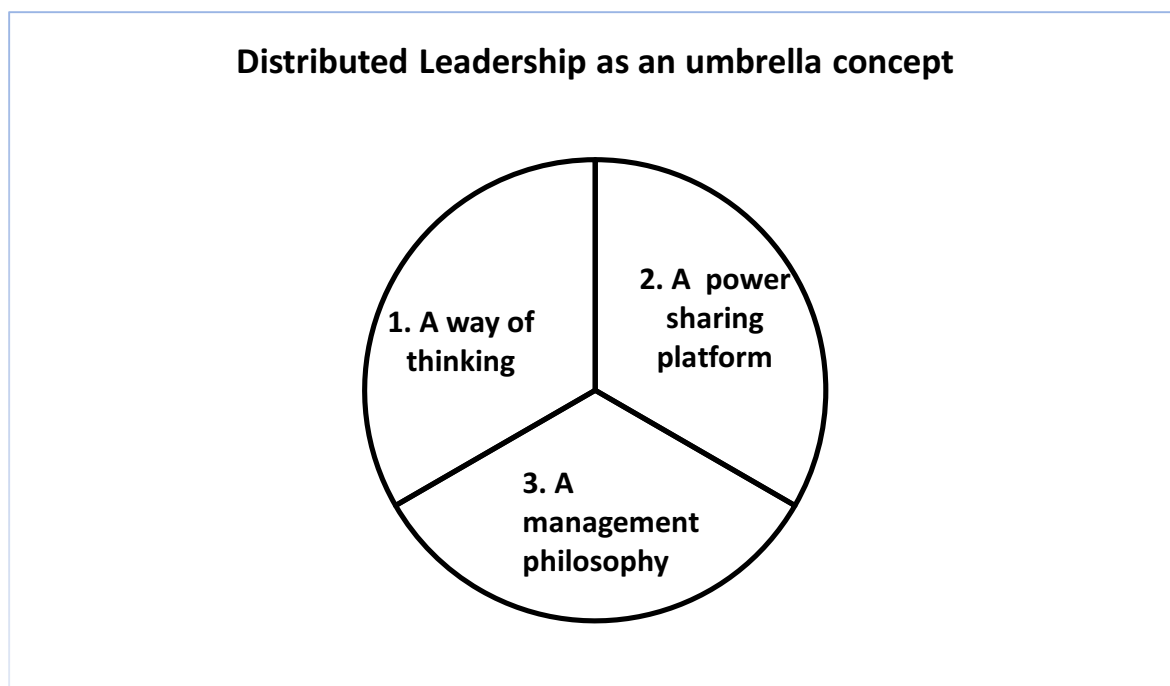 Distributed Leadership as an umbrella concept
1. A way of
thinking
2. A  power
sharing
platform
3. A
management
philosophy